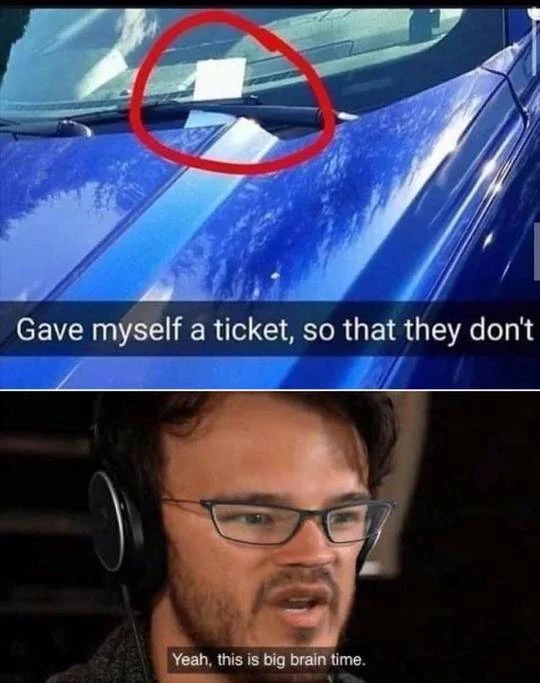 Gave myself a ticket, so that they don't
Yeah, this is big brain time.